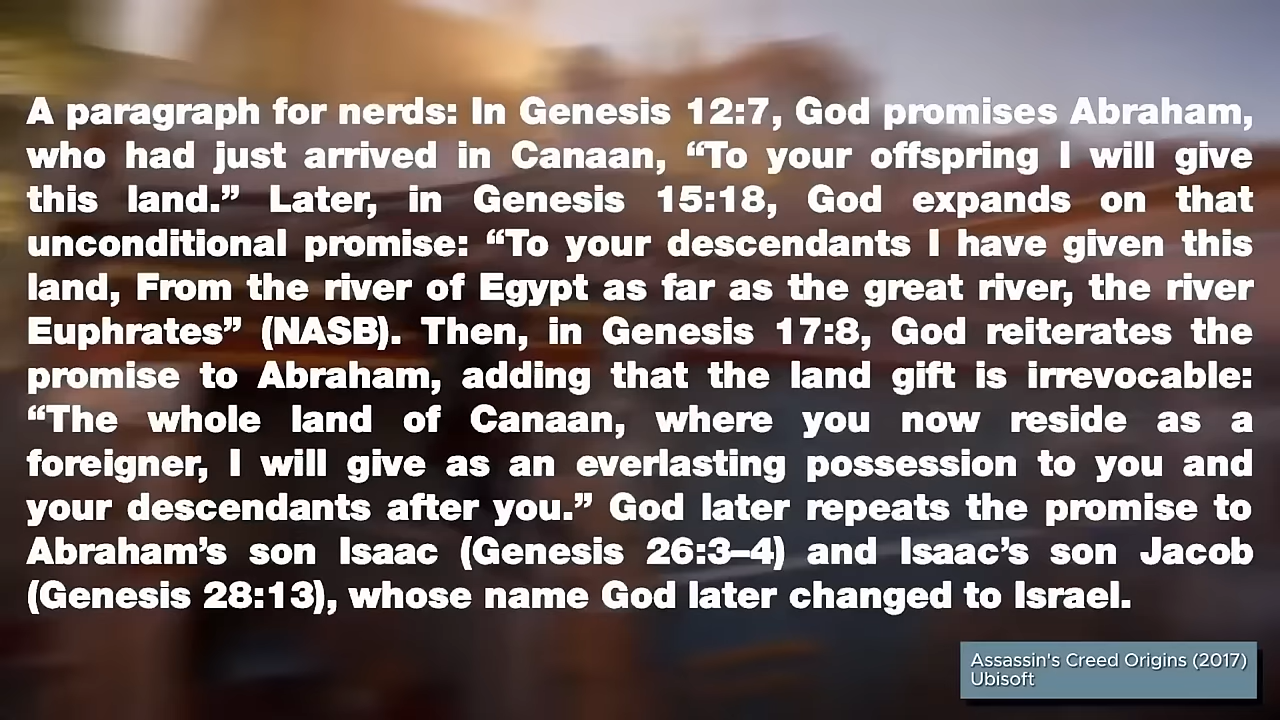 A paragraph for nerds: In Genesis 12:7, God promises Abraham,
who had just arrived in Canaan, “To your offspring I will give
this land.” Later, in Genesis 15:18, God expands on that
unconditional promise: “To your descendants I have given this
land, From the river of Egypt as far as the great river, the river
Euphrates” (NASB). Then, in Genesis 17:8, God reiterates the
promise to Abraham, adding that the land gift is irrevocable:
“The whole land of Canaan, where you now reside as a
foreigner, I will give as an everlasting possession to you and
your descendants after you.” God later repeats the promise to
Abraham’s son Isaac (Genesis 26:3–4) and Isaac’s son Jacob
(Genesis 28:13), whose name God later changed to Israel.
Assassin's Creed Origins (2017)
Ubisoft